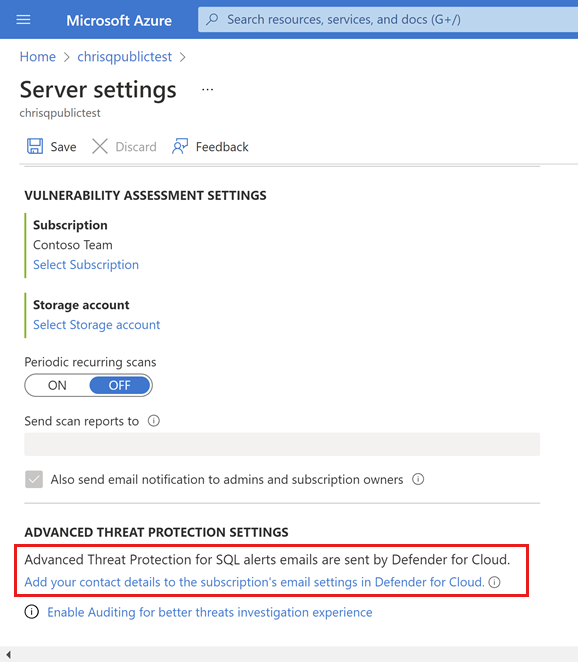 Microsoft Azure
Search resources, services, and docs (G+/)
Home > chrisqpublictest >
Server settings ...
chrisqpublictest
Save Discard Feedback
VULNERABILITY ASSESSMENT SETTINGS
Subscription
Contoso Team
Select Subscription
Storage account
Select Storage account
Periodic recurring scans
ON OFF
Send scan reports to
Also send email notification to admins and subscription owners
ADVANCED THREAT PROTECTION SETTINGS
Advanced Threat Protection for SQL alerts emails are sent by Defender for Cloud.
Add your contact details to the subscription's email settings in Defender for Cloud.
Enable Auditing for better threats investigation experience